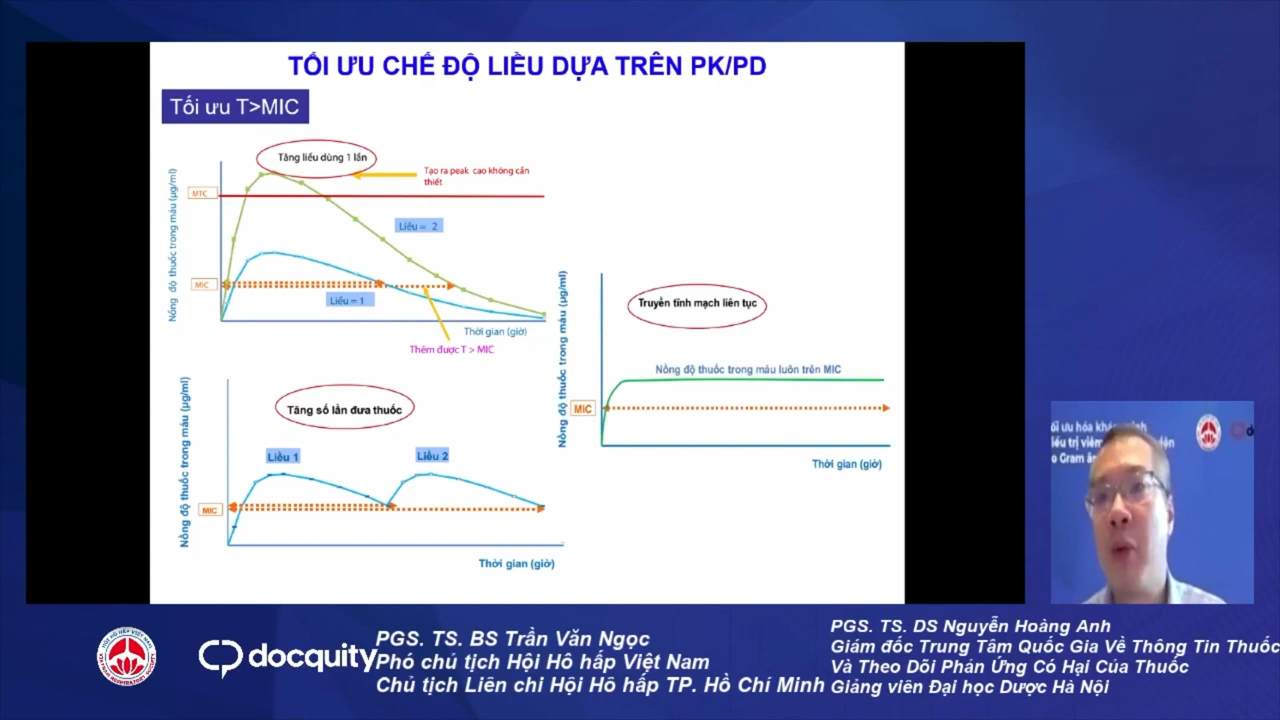 TỐI ƯU CHẾ ĐỘ LIỀU DỰA TRÊN PK/PD
Tối ưu T>MIC
Tăng liều dùng 1 lần
Tạo ra peak cao không cần
thiết
MTC
Liều = 2
MIC
Liều = 1
Nồng độ thuốc trong máu (µg/ml)
Thời gian (giờ)
Thêm được T > MIC
Truyền tĩnh mạch liên tục
Nồng độ thuốc trong máu luôn trên MIC
MIC
Nồng độ thuốc trong máu (µg/ml)
Thời gian (giờ)
Tăng số lần đưa thuốc
Liều 1
Liều 2
MIC
Nồng độ thuốc trong máu (µg/ml)
Thời gian (giờ)
docquity
PGS. TS. BS Trần Văn Ngọc
Phó chủ tịch Hội Hô hấp Việt Nam
Chủ tịch Liên chi Hội Hô hấp TP. Hồ Chí Minh
PGS. TS. DS Nguyễn Hoàng Anh
Giám đốc Trung Tâm Quốc Gia Về Thông Tin Thuốc
Và Theo Dõi Phản Ứng Có Hại Của Thuốc
Giảng viên Đại học Dược Hà Nội